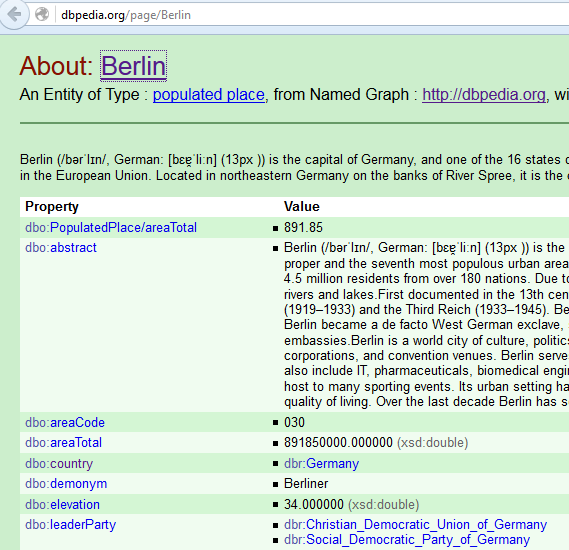 dbpedia.org/page/Berlin
About: Berlin
An Entity of Type : populated place, from Named Graph : http://dbpedia.org, wi
Berlin (/bərˈlɪn/, German: [bɛɐ̯ˈliːn] (13px )) is the capital of Germany, and one of the 16 states o
in the European Union. Located in northeastern Germany on the banks of River Spree, it is the
Property Value
dbo:PopulatedPlace/areaTotal ▪ 891.85
dbo:abstract ▪ Berlin (/bərˈlɪn/, German: [bɛɐ̯ˈliːn] (13px )) is the
proper and the seventh most populous urban area
4.5 million residents from over 180 nations. Due to
rivers and lakes.First documented in the 13th cen
(1919–1933) and the Third Reich (1933–1945). Be
Berlin became a de facto West German exclave,
embassies.Berlin is a world city of culture, politic
corporations, and convention venues. Berlin serve
also include IT, pharmaceuticals, biomedical engin
host to many sporting events. Its urban setting ha
quality of living. Over the last decade Berlin has s
dbo:areaCode ▪ 030
dbo:areaTotal ▪ 891850000.000000 (xsd:double)
dbo:country ▪ dbr:Germany
dbo:demonym ▪ Berliner
dbo:elevation ▪ 34.000000 (xsd:double)
dbo:leaderParty ▪ dbr:Christian_Democratic_Union_of_Germany
▪ dbr:Social_Democratic_Party_of_Germany